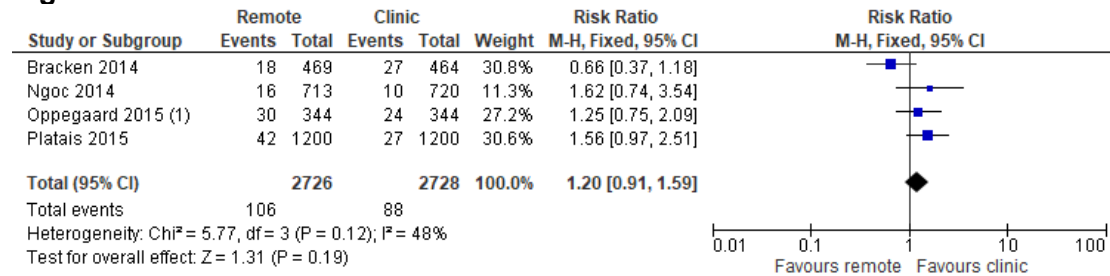 Remote Clinic Risk Ratio Risk Ratio
Study or Subgroup Events Total Events Total Weight M-H, Fixed, 95% CI M-H, Fixed, 95% CI
Bracken 2014 18 469 27 464 30.8% 0.66 [0.37, 1.18]
Ngoc 2014 16 713 10 720 11.3% 1.62 [0.74, 3.54]
Oppegaard 2015 (1) 30 344 24 344 27.2% 1.25 [0.75, 2.09]
Platais 2015 42 1200 27 1200 30.6% 1.56 [0.97, 2.51]
Total (95% CI) 2726 2728 100.0% 1.20 [0.91, 1.59]
Total events 106 88
Heterogeneity: Chi² = 5.77, df = 3 (P = 0.12); I² = 48%
Test for overall effect: Z = 1.31 (P = 0.19)
0.01 0.1 1 10 100
Favours remote Favours clinic